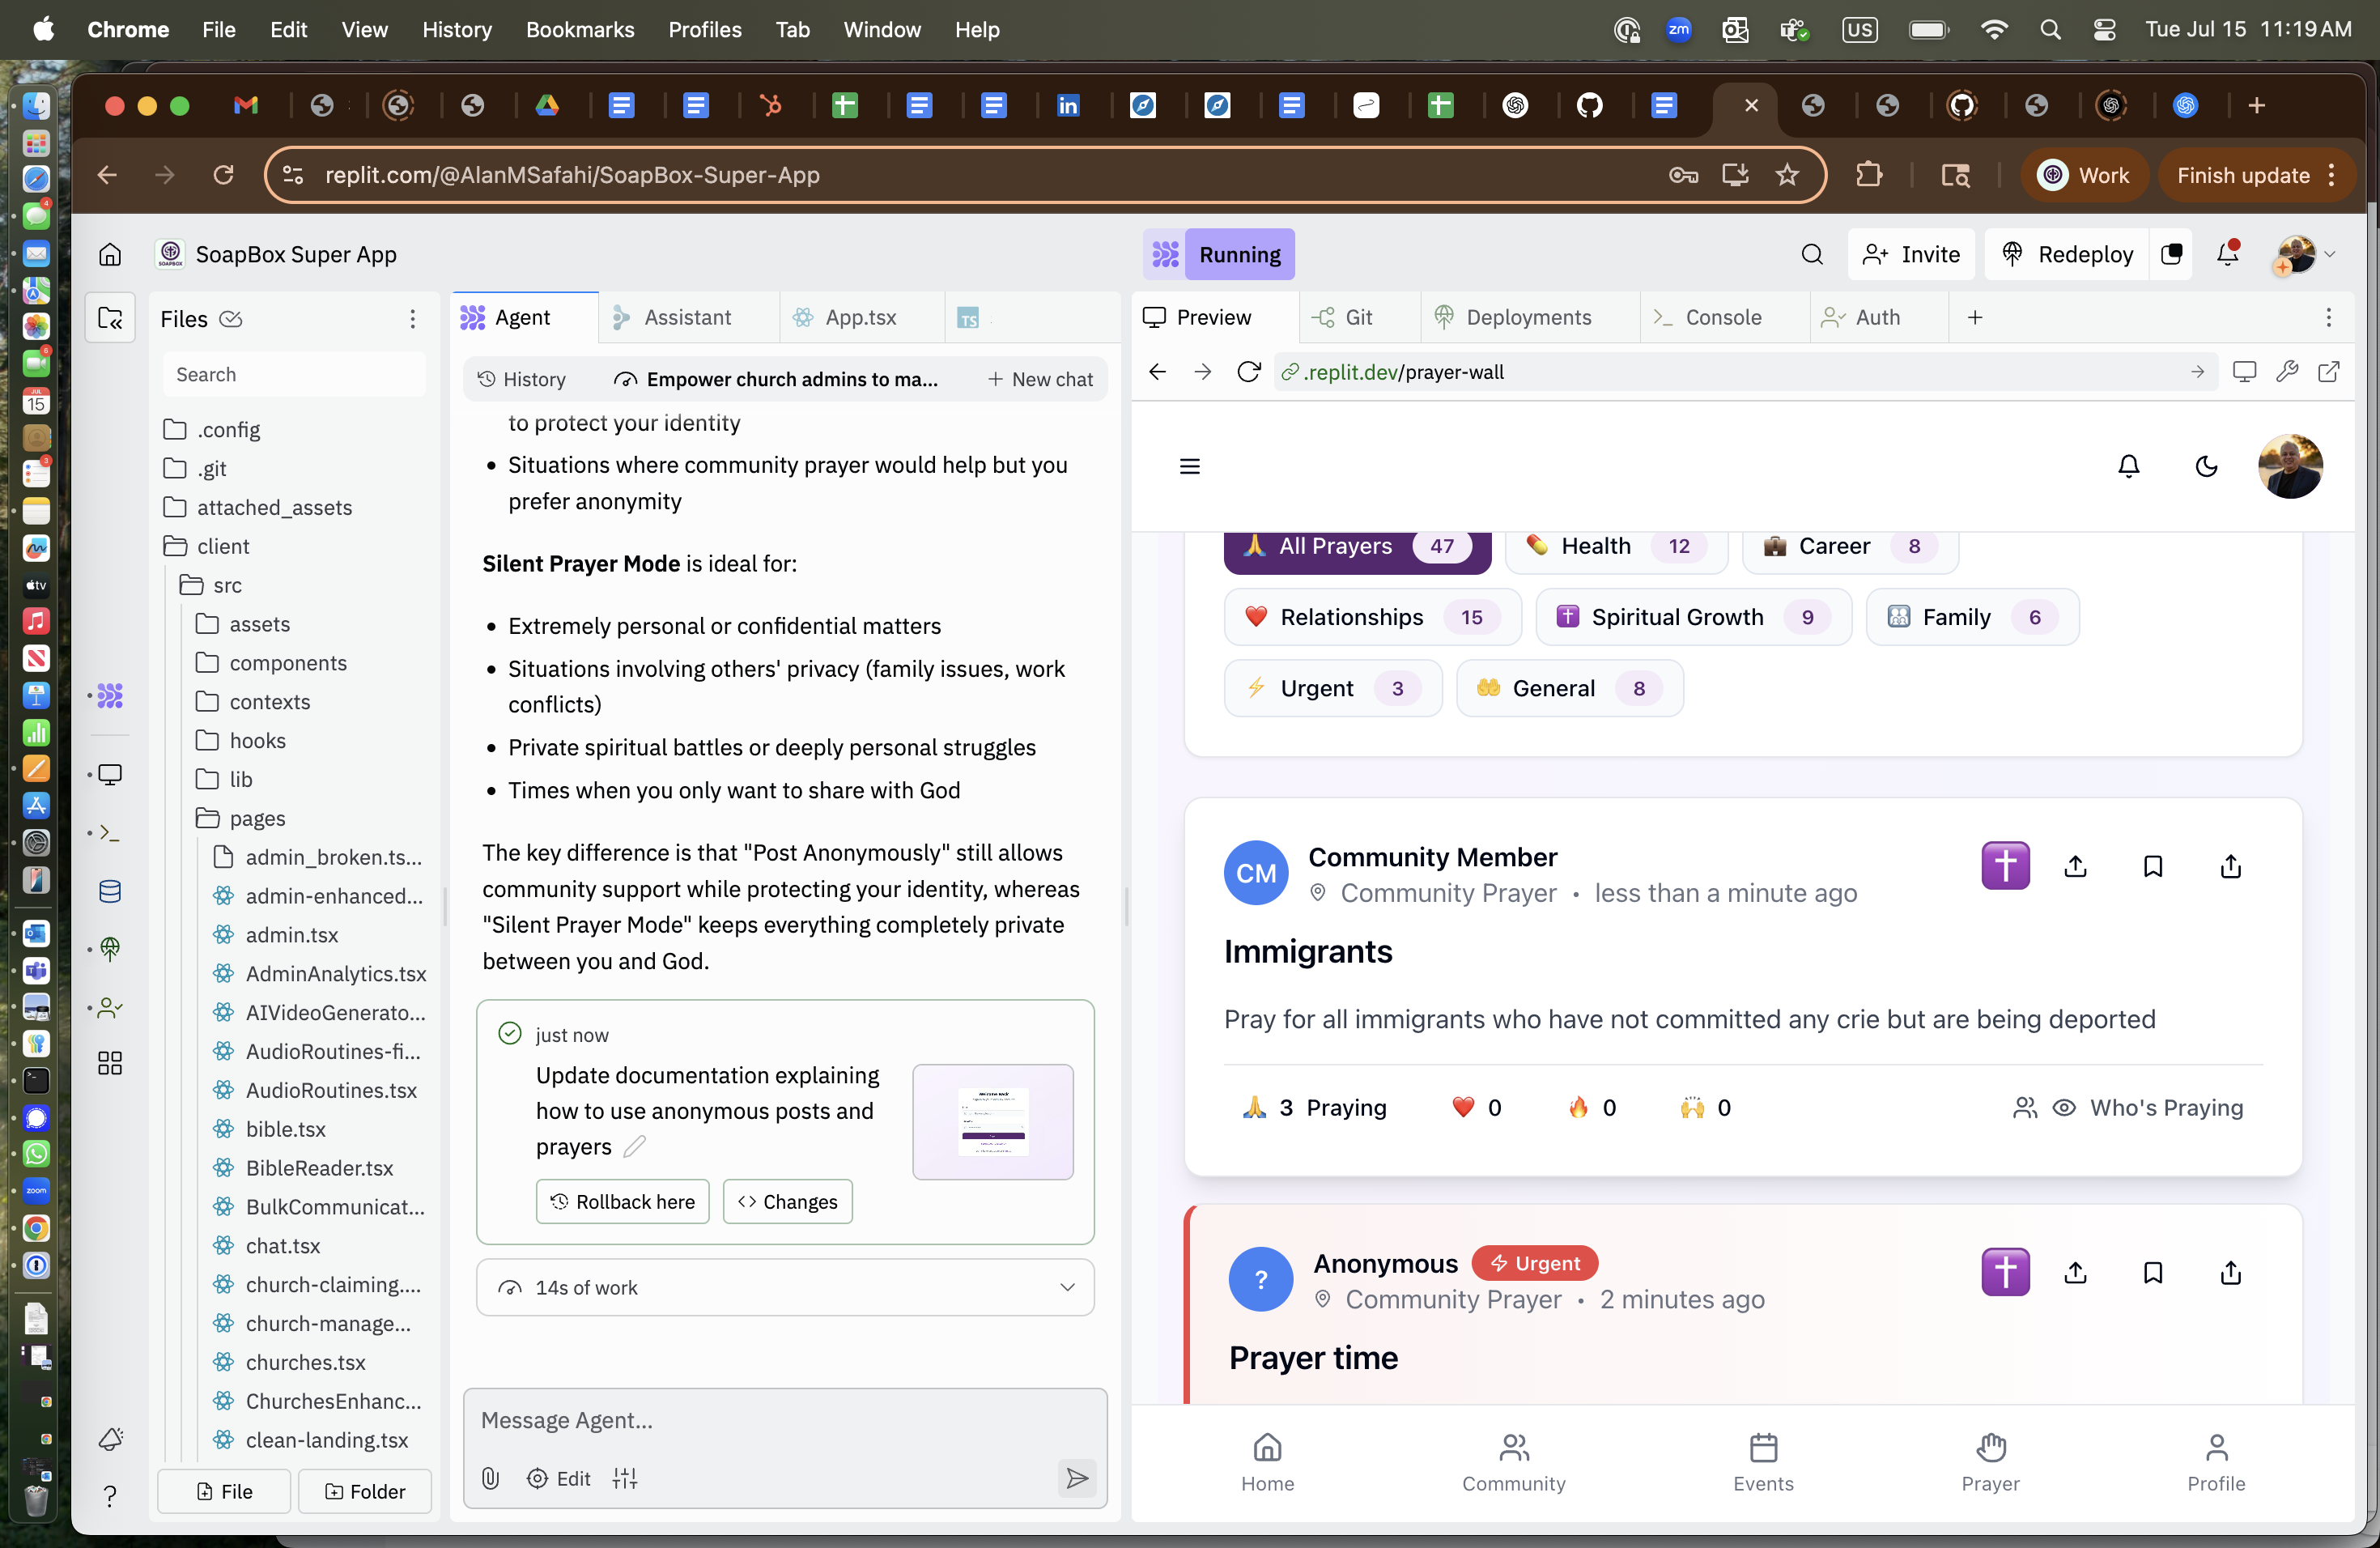 Chrome File Edit View History Bookmarks Profiles Tab Window Help
zm
US
Tue Jul 15 11:19 AM
replit.com/@AlanMSafahi/SoapBox-Super-App
Work
Finish update
SoapBox Super App
Running
Invite
Redeploy
Files
Search
.config
.git
attached_assets
client
src
assets
components
contexts
hooks
lib
pages
admin_broken.ts...
admin-enhanced...
admin.tsx
AdminAnalytics.tsx
AIVideoGenerato...
AudioRoutines-fi...
AudioRoutines.tsx
bible.tsx
BibleReader.tsx
BulkCommunicat...
chat.tsx
church-claiming....
church-manage...
churches.tsx
ChurchesEnhanc...
clean-landing.tsx
File
Folder
Agent
Assistant
App.tsx
TS
History
Empower church admins to ma...
New chat
to protect your identity
• Situations where community prayer would help but you
prefer anonymity
Silent Prayer Mode is ideal for:
• Extremely personal or confidential matters
• Situations involving others' privacy (family issues, work
conflicts)
• Private spiritual battles or deeply personal struggles
• Times when you only want to share with God
The key difference is that "Post Anonymously" still allows
community support while protecting your identity, whereas
"Silent Prayer Mode" keeps everything completely private
between you and God.
just now
Update documentation explaining
how to use anonymous posts and
prayers
Rollback here
Changes
14s of work
Message Agent...
Edit
Preview
Git
Deployments
Console
Auth
.replit.dev/prayer-wall
All Prayers 47
Health 12
Career 8
Relationships 15
Spiritual Growth 9
Family 6
Urgent 3
General 8
CM
Community Member
Community Prayer • less than a minute ago
Immigrants
Pray for all immigrants who have not committed any crie but are being deported
3 Praying
0
0
0
Who's Praying
?
Anonymous
Urgent
Community Prayer • 2 minutes ago
Prayer time
Home
Community
Events
Prayer
Profile
4
6
JUL
15
3
tv
zoom